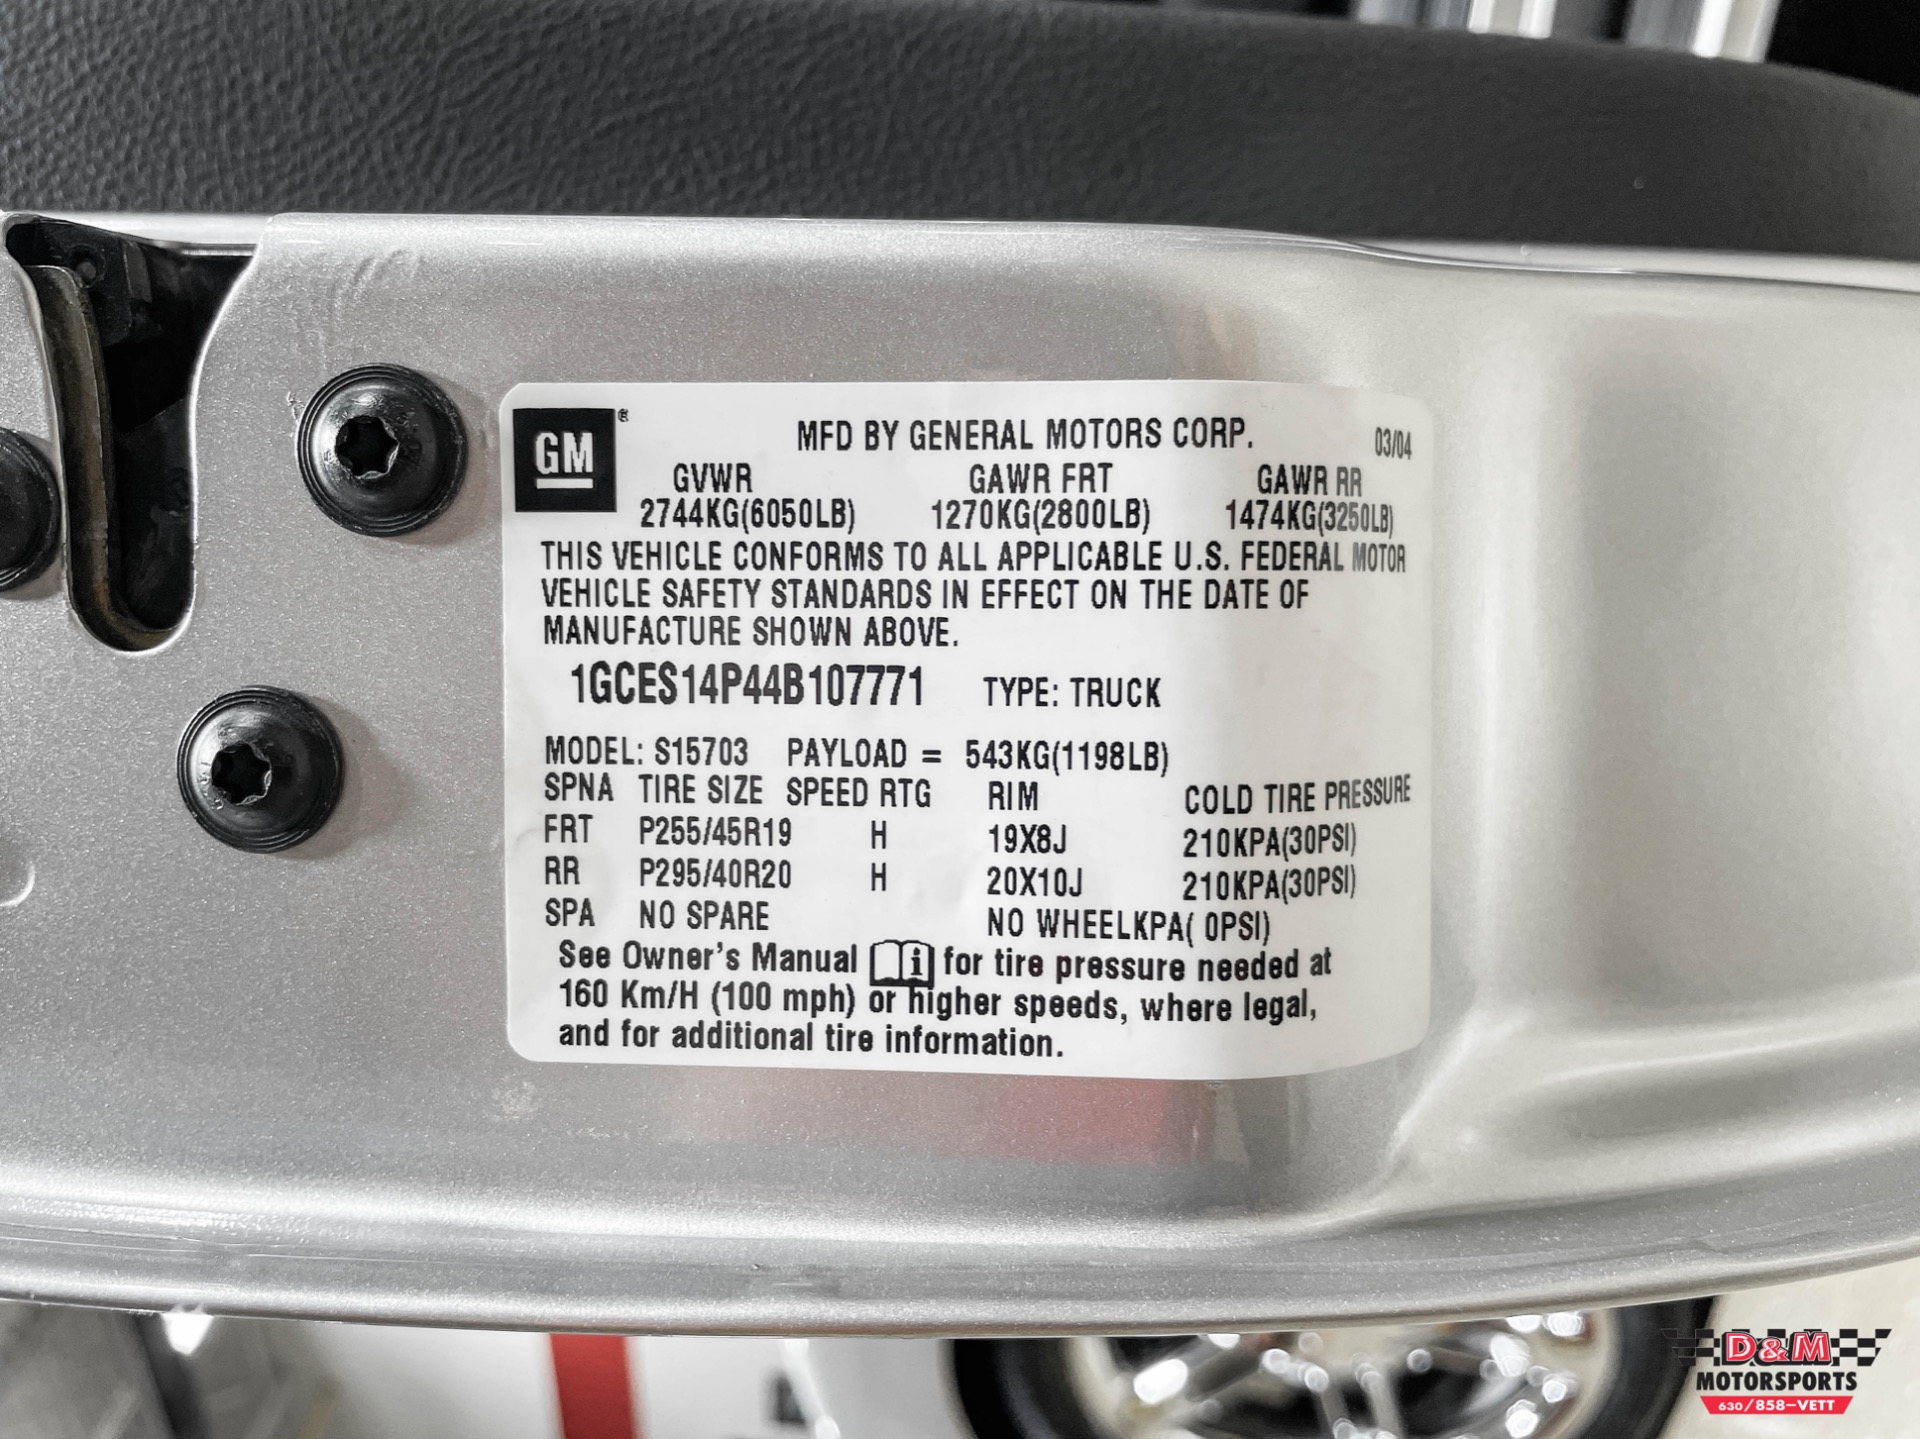 GM ®
MFD BY GENERAL MOTORS CORP. 03/04
GVWR GAWR FRT GAWR RR
2744KG(6050LB) 1270KG(2800LB) 1474KG(3250LB)
THIS VEHICLE CONFORMS TO ALL APPLICABLE U.S. FEDERAL MOTOR
VEHICLE SAFETY STANDARDS IN EFFECT ON THE DATE OF
MANUFACTURE SHOWN ABOVE.
1GCES14P44B107771 TYPE: TRUCK
MODEL: S15703 PAYLOAD = 543KG(1198LB)
SPNA TIRE SIZE SPEED RTG RIM COLD TIRE PRESSURE
FRT P255/45R19 H 19X8J 210KPA(30PSI)
RR P295/40R20 H 20X10J 210KPA(30PSI)
SPA NO SPARE NO WHEELKPA( 0PSI)
See Owner's Manual for tire pressure needed at
160 Km/H (100 mph) or higher speeds, where legal,
and for additional tire information.
D&M
MOTORSPORTS
630/858-VETT